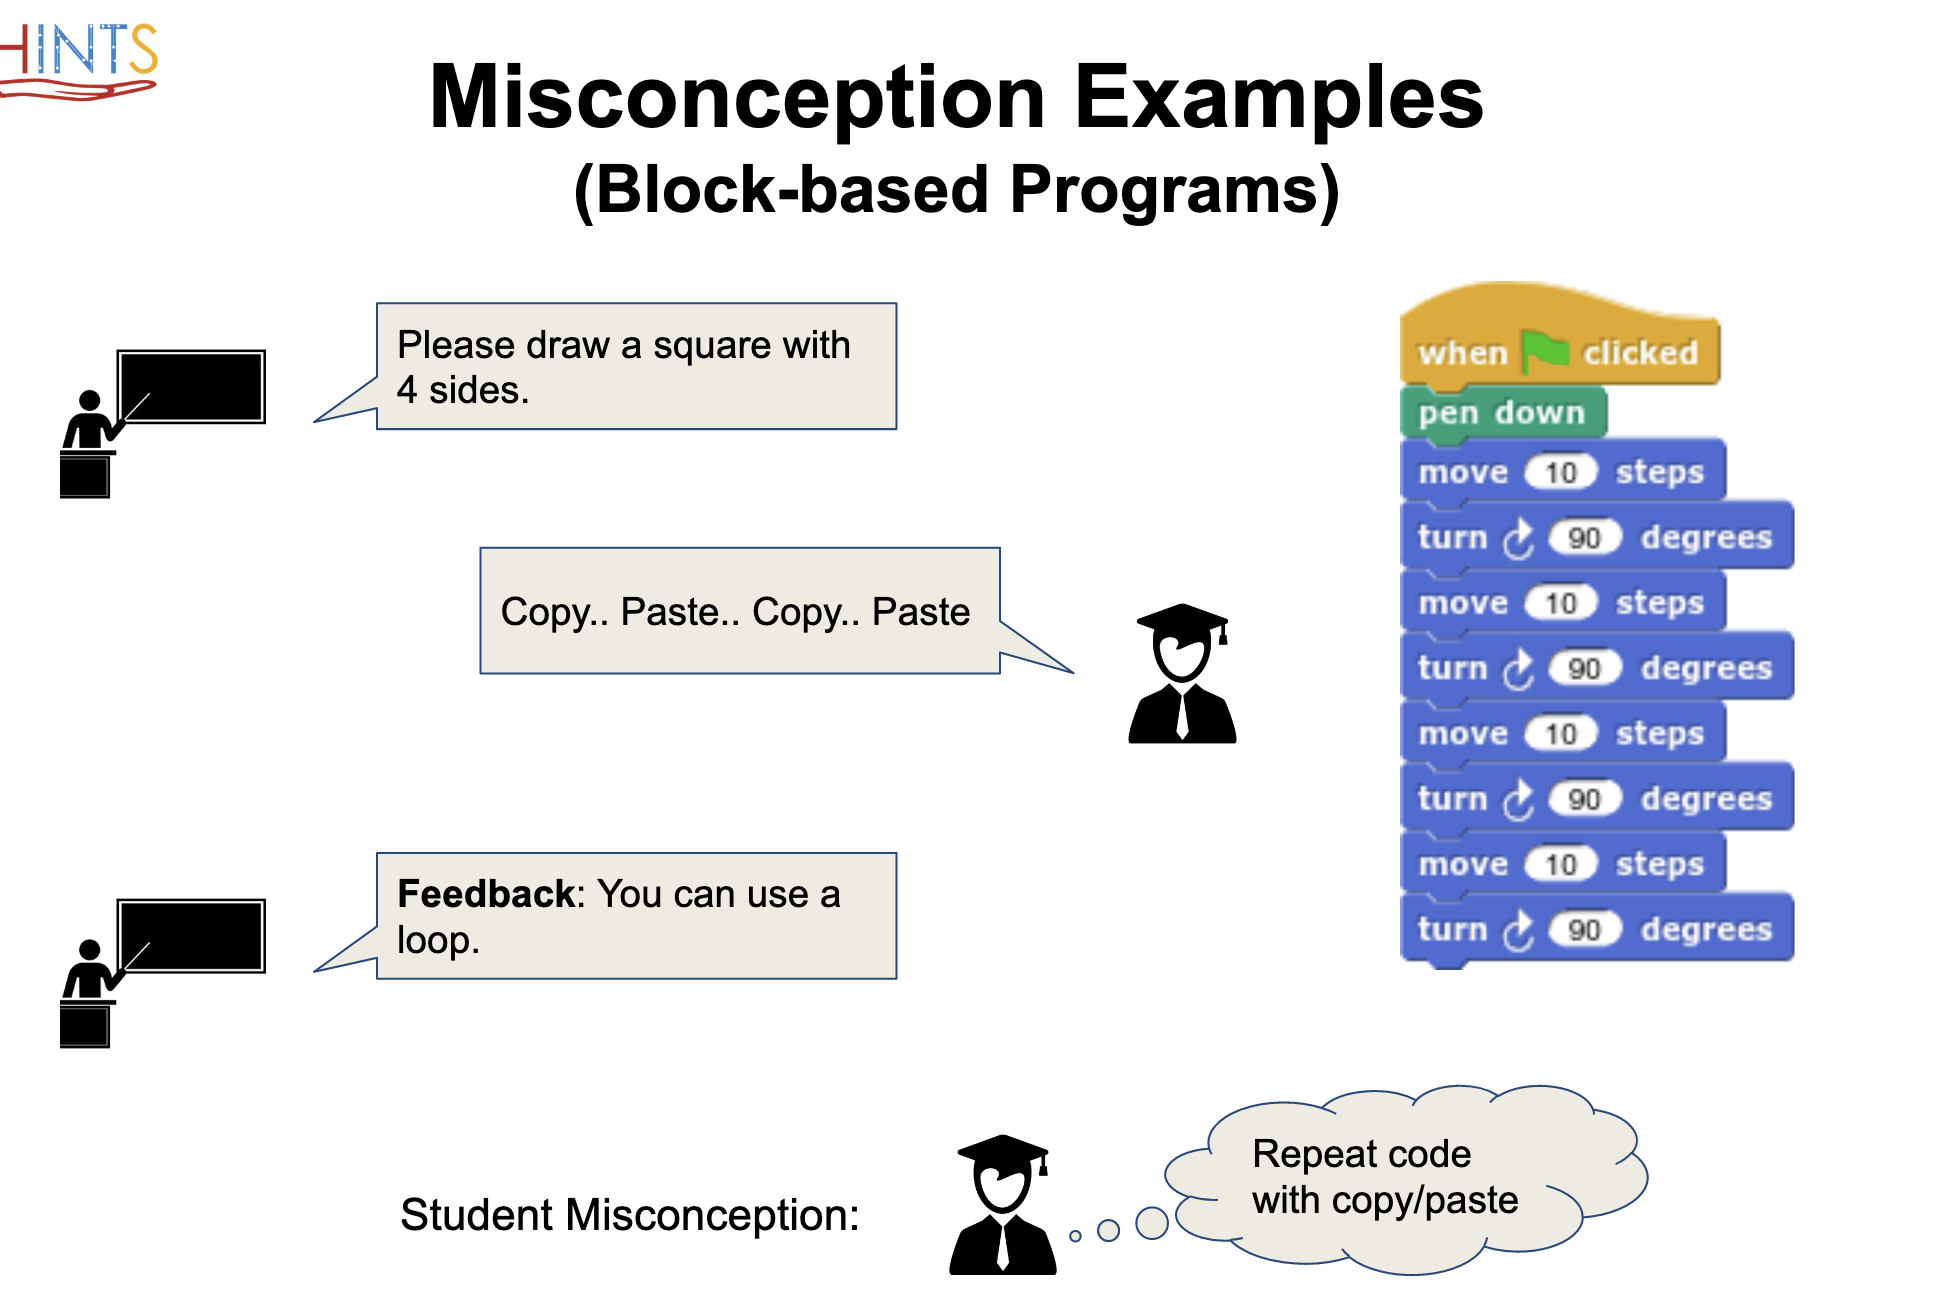 HINTS
Misconception Examples
(Block-based Programs)
Please draw a square with
4 sides.
Copy.. Paste.. Copy.. Paste
Feedback: You can use a
loop.
Student Misconception:
Repeat code
with copy/paste
when clicked
pen down
move 10 steps
turn 90 degrees
move 10 steps
turn 90 degrees
move 10 steps
turn 90 degrees
move 10 steps
turn 90 degrees